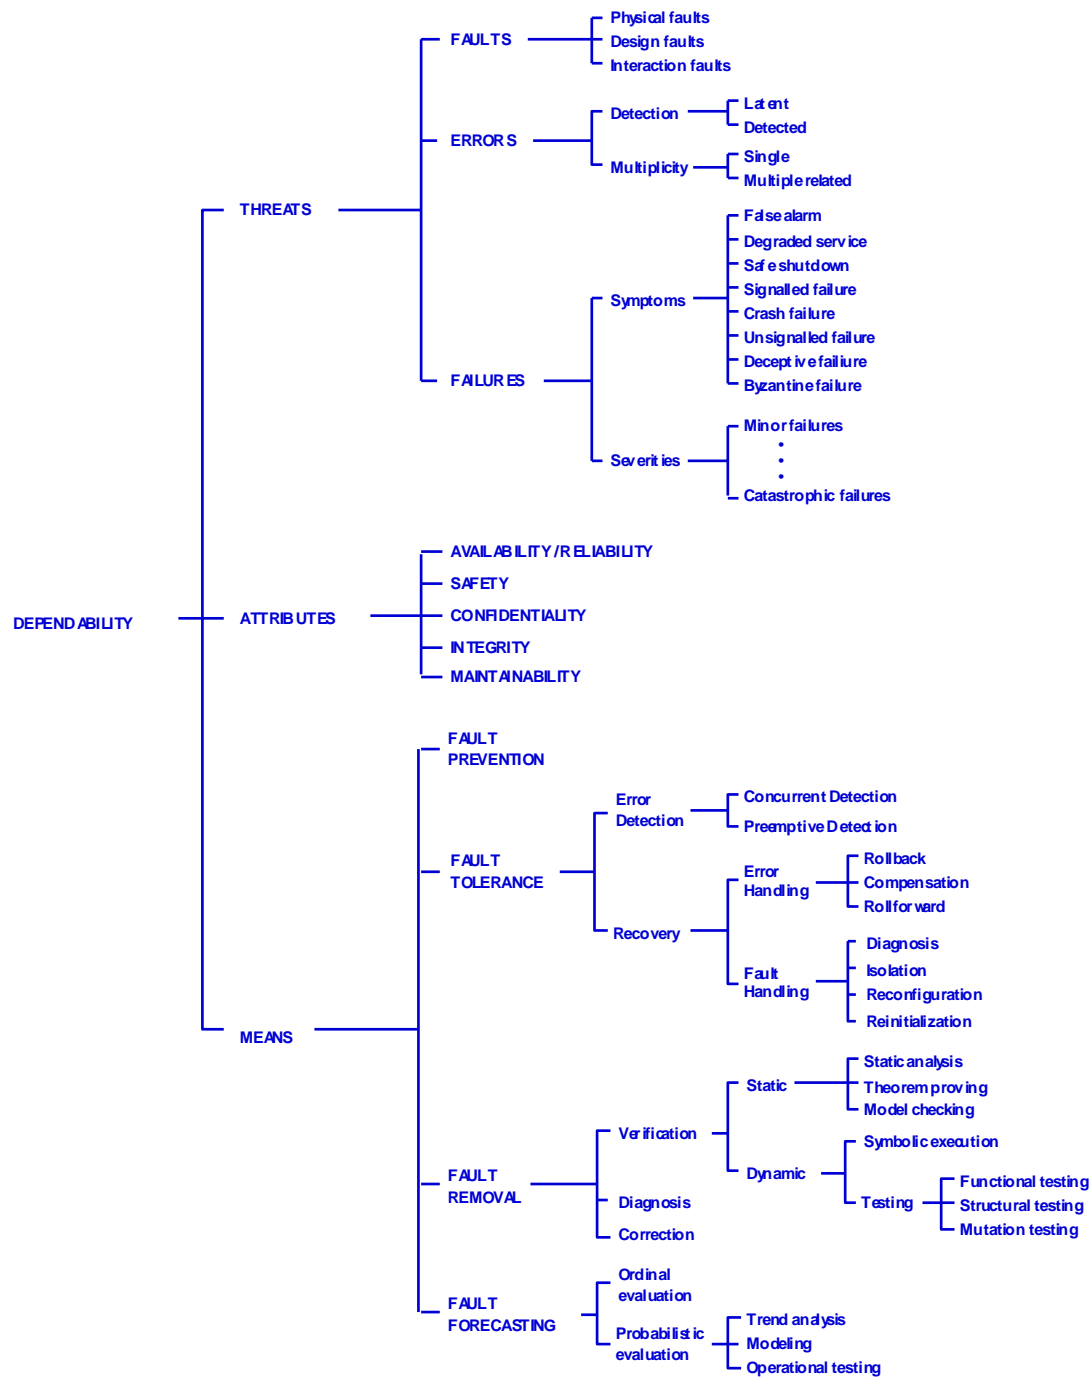 FAULTS
Physical faults
Design faults
Interaction faults
ERRORS
Detection
Latent
Detected
Multiplicity
Single
Multiple related
THREATS
FAILURES
Symptoms
False alarm
Degraded service
Safe shutdown
Signalled failure
Crash failure
Unsignalled failure
Deceptive failiure
Byzantine failure
Severities
Minor failures
•
•
•
Catastrophic failures
DEPENDABILITY
ATTRIBUTES
AVAILABILITY / RELIABILITY
SAFETY
CONFIDENTIALITY
INTEGRITY
MAINTAINABILITY
MEANS
FAULT
PREVENTION
FAULT
TOLERANCE
Error
Detection
Concurrent Detection
Preemptive Detection
Recovery
Error
Handling
Rollback
Compensation
Rollforward
Fault
Handling
Diagnosis
Isolation
Reconfiguration
Reinitialization
FAULT
REMOVAL
Verification
Static
Static analysis
Theorem proving
Model checking
Dynamic
Symbolic execution
Testing
Functional testing
Structural testing
Mutation testing
Diagnosis
Correction
FAULT
FORECASTING
Ordinal
evaluation
Probabilistic
evaluation
Trend analysis
Modeling
Operational testing